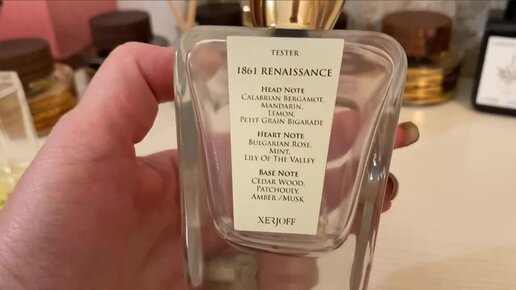 TESTER
1861 RENAISSANCE
HEAD NOTE
CALABRIAN BERGAMOT,
MANDARIN,
LEMON,
PETIT GRAIN BIGARADE
HEART NOTE
BULGARIAN ROSE,
MINT,
LILY OF THE VALLEY
BASE NOTE
CEDAR WOOD,
PATCHOULY,
AMBER /MUSK
XERJOFF